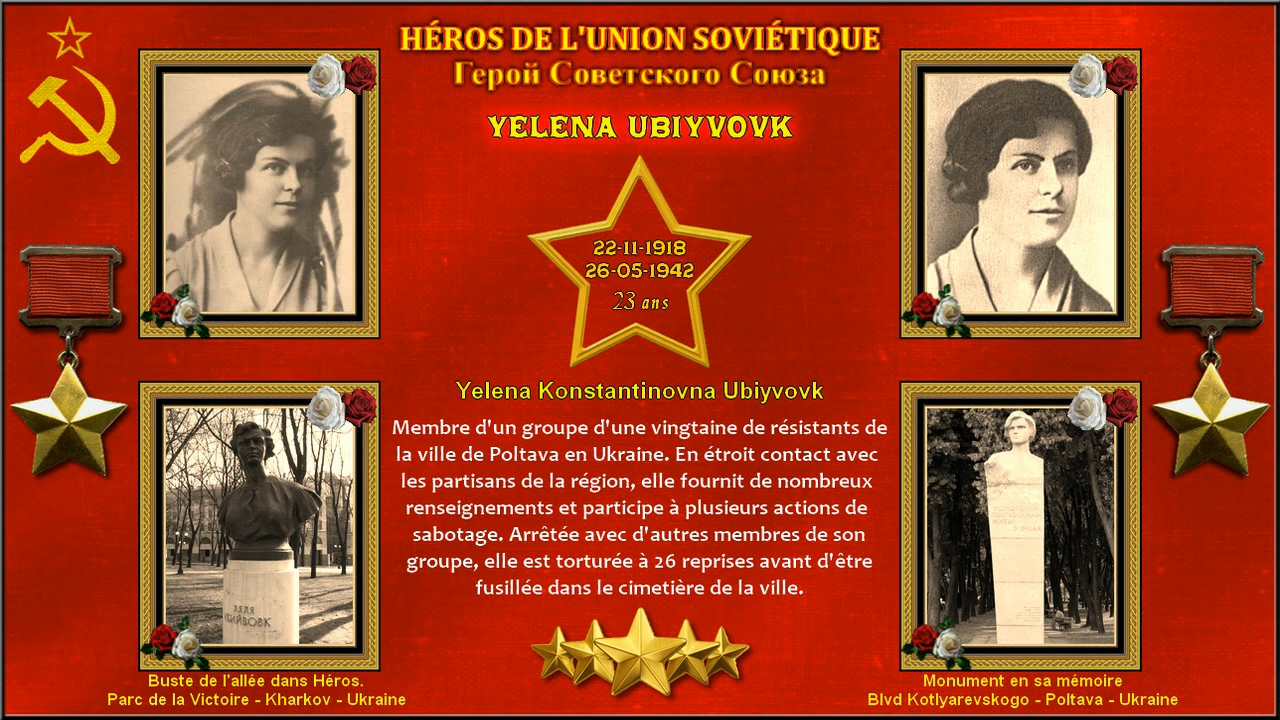 HÉROS DE L'UNION SOVIÉTIQUE
Герой Советского Союза
YELENA UBIYVOVK
22-11-1918
26-05-1942
23 ans
Yelena Konstantinovna Ubiyvovk
Membre d'un groupe d'une vingtaine de résistants de
la ville de Poltava en Ukraine. En étroit contact avec
les partisans de la région, elle fournit de nombreux
renseignements et participe à plusieurs actions de
sabotage. Arrêtée avec d'autres membres de son
groupe, elle est torturée à 26 reprises avant d'être
fusillée dans le cimetière de la ville.
ЛЯЛЯ
УБИЙВОВК
Buste de l'allée dans Héros.
Parc de la Victoire - Kharkov - Ukraine
Monument en sa mémoire
Blvd Kotlyarevskogo - Poltava - Ukraine